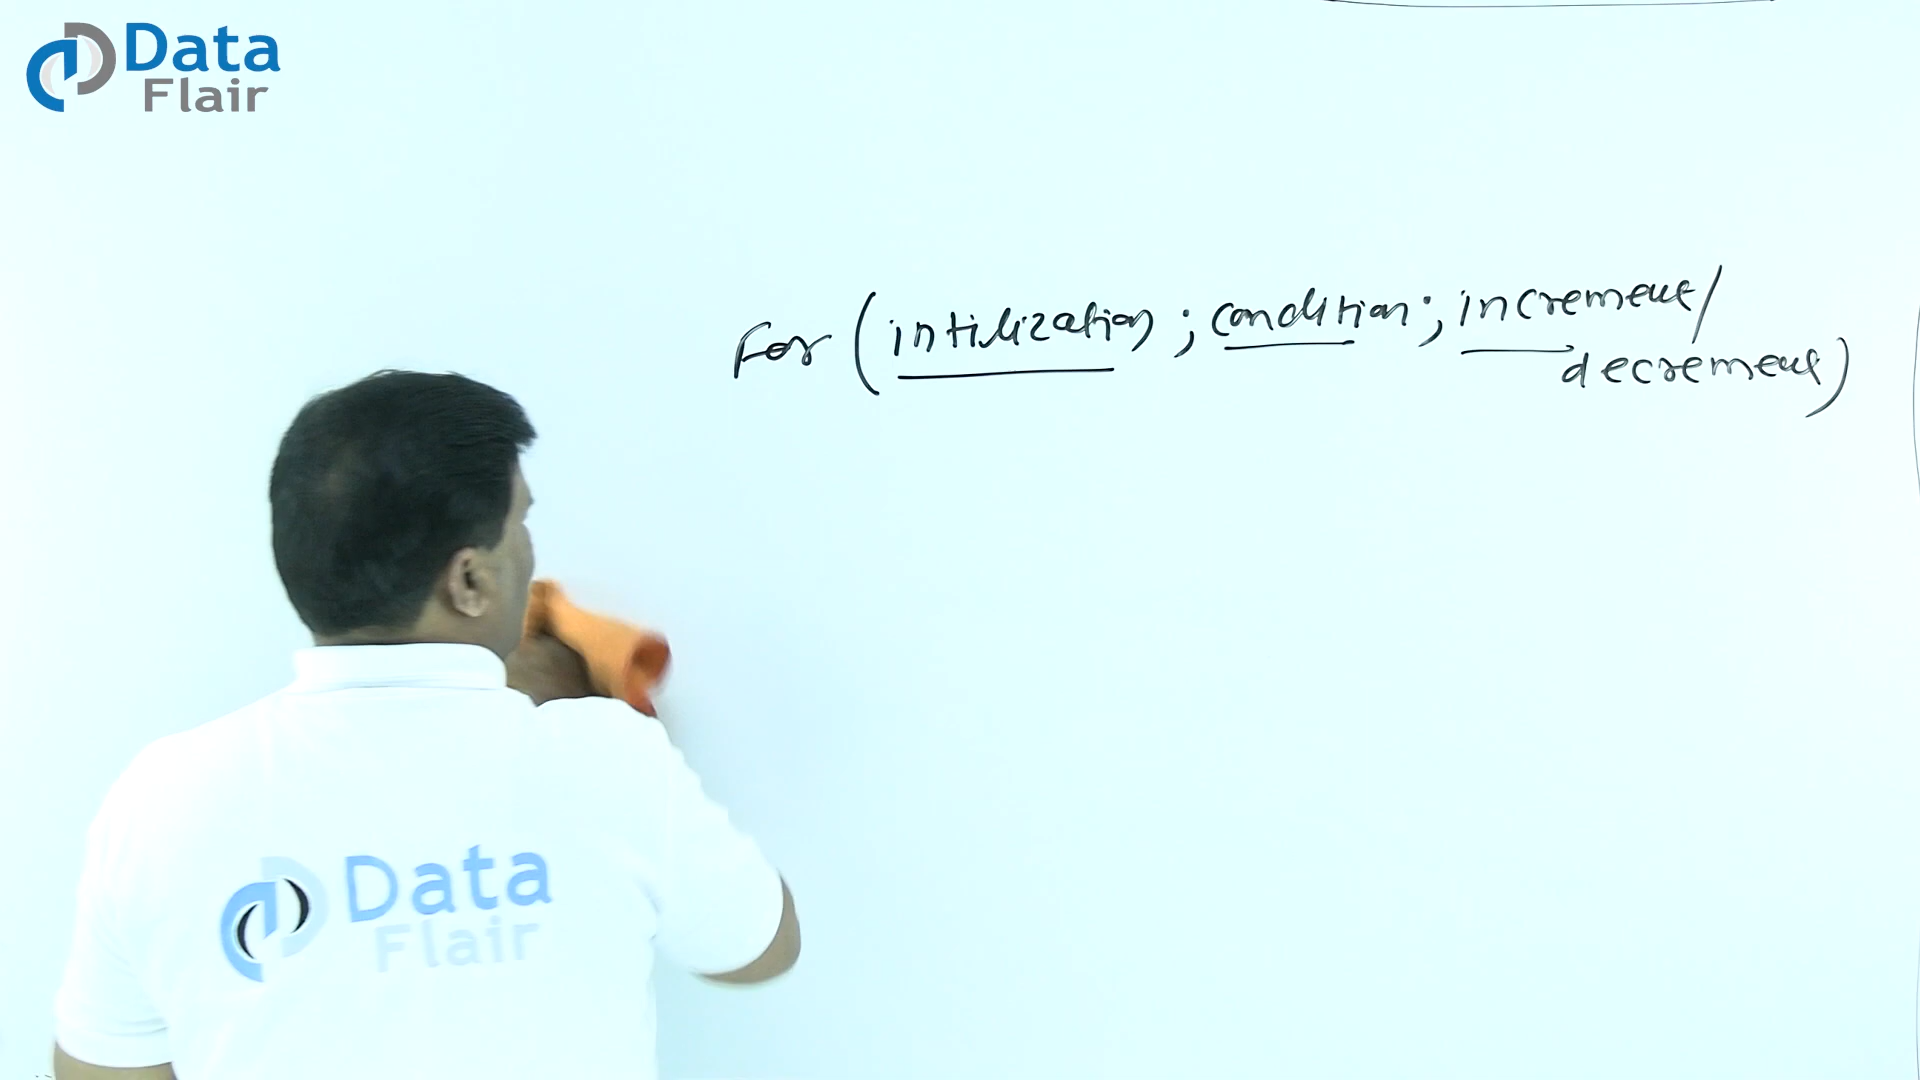 Data
Flair
For (intilization ; condition ; increment/
decrement)
Data
Flair